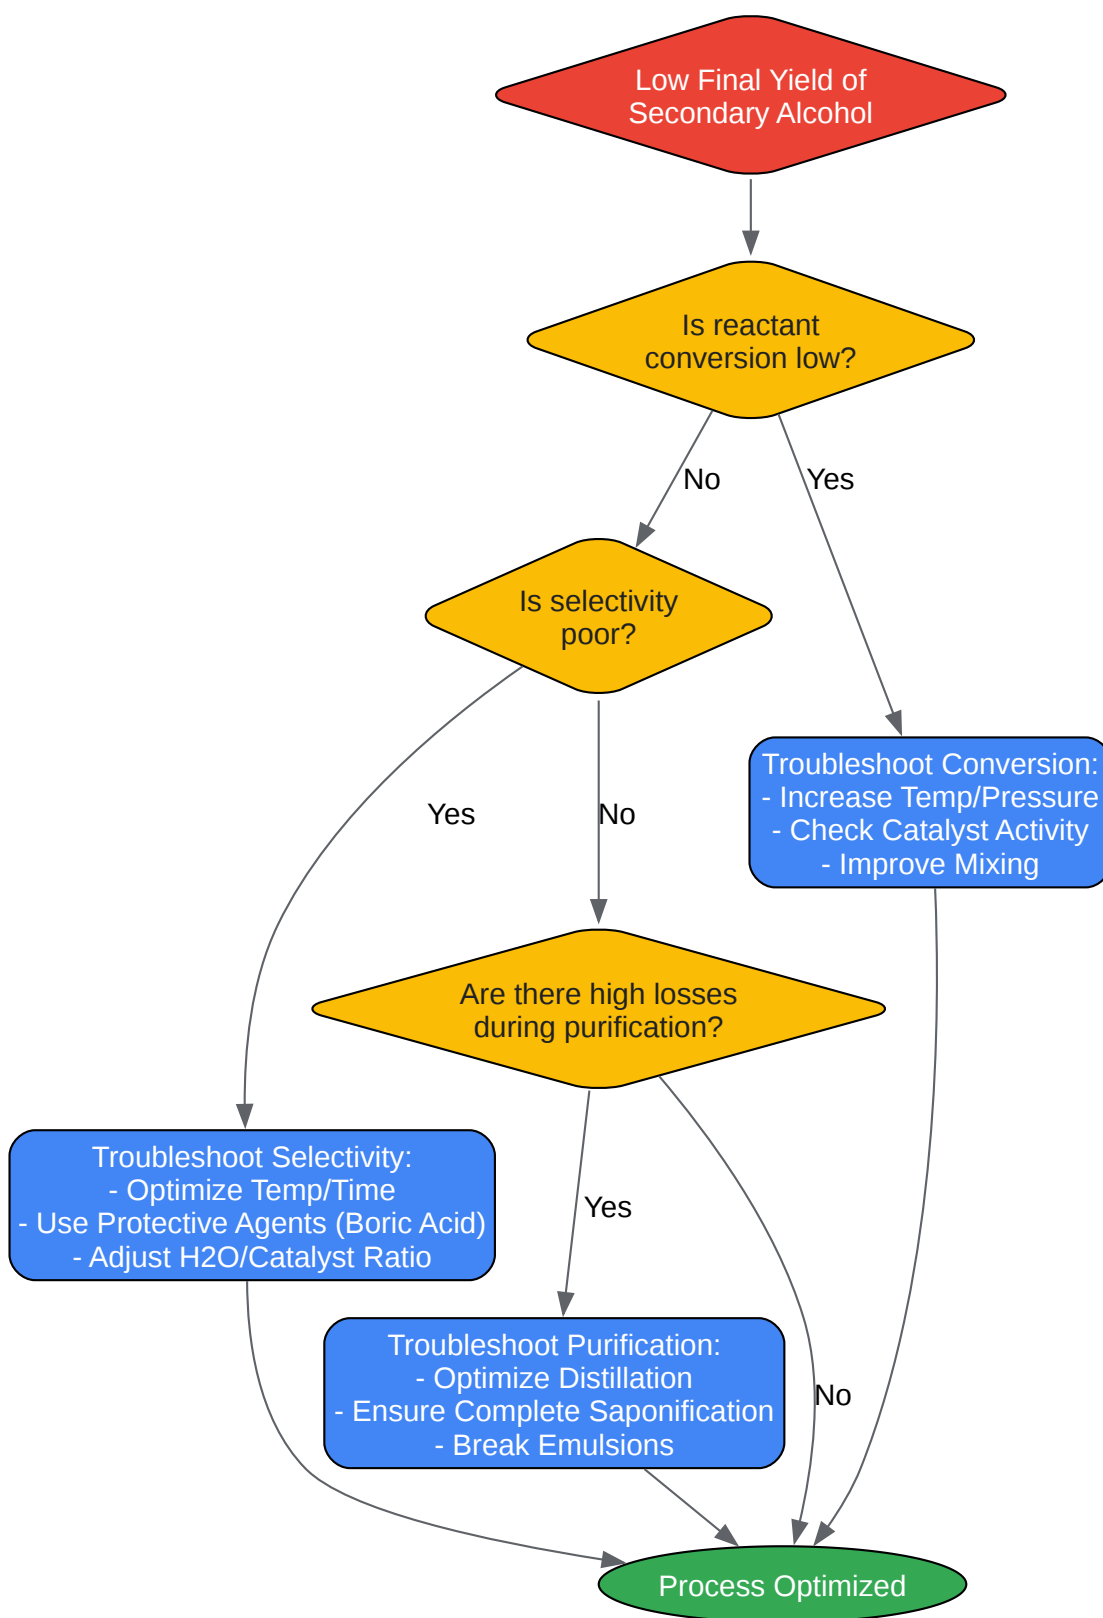 Low Final Yield of
Secondary Alcohol
Is reactant
conversion low?
No
Yes
Is selectivity
poor?
Troubleshoot Conversion:
- Increase Temp/Pressure
- Check Catalyst Activity
- Improve Mixing
Yes
No
Are there high losses
during purification?
Troubleshoot Selectivity:
- Optimize Temp/Time
- Use Protective Agents (Boric Acid)
- Adjust H2O/Catalyst Ratio
Yes
Troubleshoot Purification:
- Optimize Distillation
- Ensure Complete Saponification
- Break Emulsions
No
Process Optimized